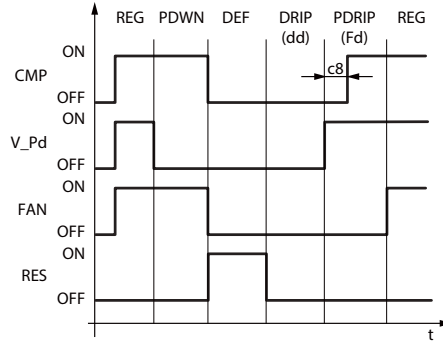 REG PDWN DEF DRIP (dd) PDRIP (Fd) REG
ON
CMP
OFF
c8
ON
V_Pd
OFF
ON
FAN
OFF
ON
RES
OFF
t